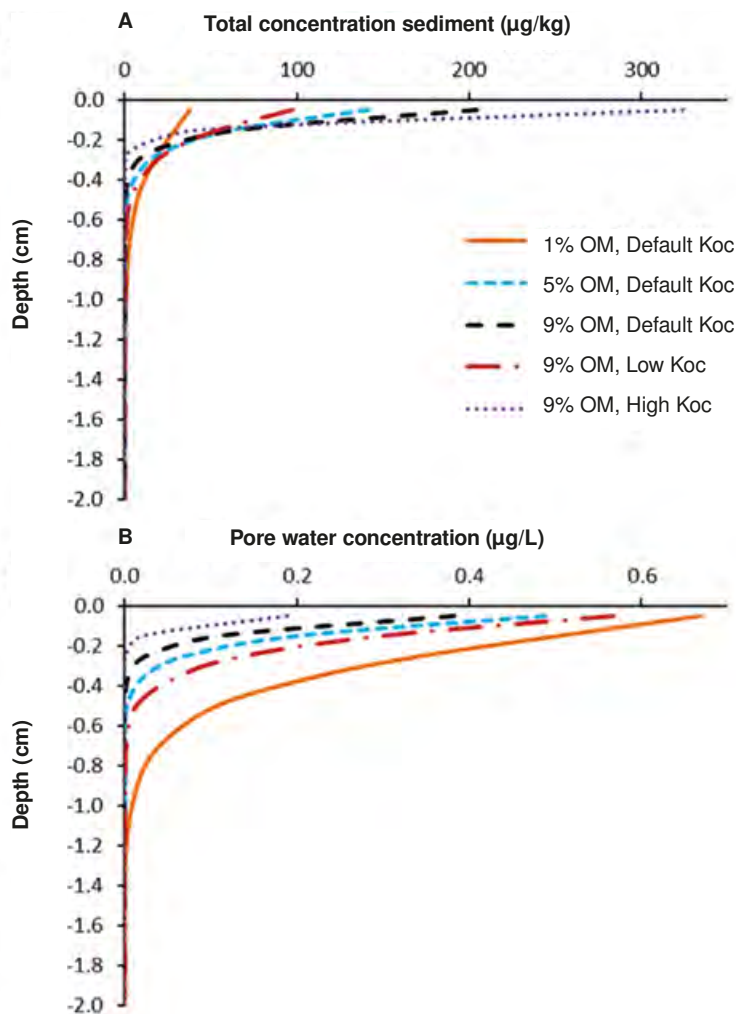 A Total concentration sediment (µg/kg)
0 100 200 300
0.0
-0.2
-0.4
-0.6
-0.8
-1.0
-1.2
-1.4
-1.6
-1.8
-2.0
Depth (cm)
1% OM, Default Koc
5% OM, Default Koc
9% OM, Default Koc
9% OM, Low Koc
9% OM, High Koc
B Pore water concentration (µg/L)
0.0 0.2 0.4 0.6
0.0
-0.2
-0.4
-0.6
-0.8
-1.0
-1.2
-1.4
-1.6
-1.8
-2.0
Depth (cm)